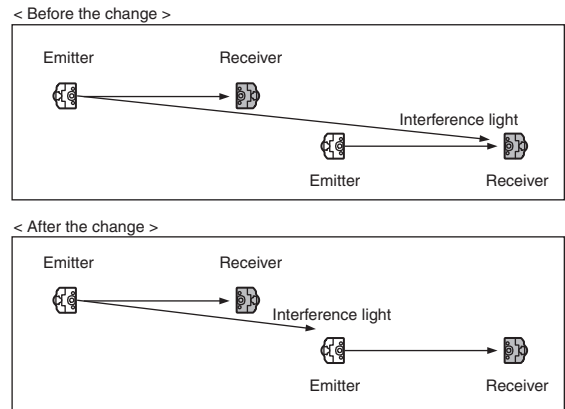 < Before the change >
Emitter
Receiver
Interference light
Emitter
Receiver
< After the change >
Emitter
Receiver
Interference light
Emitter
Receiver